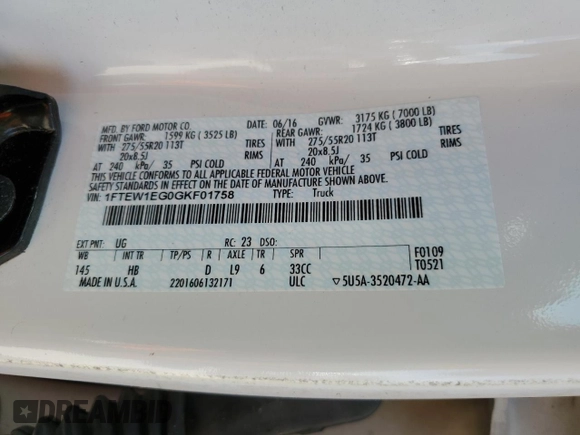 MFD. BY FORD MOTOR CO.
DATE: 06/16 GVWR: 3175 KG ( 7000 LB)
FRONT GAWR: 1599 KG ( 3525 LB) REAR GAWR: 1724 KG ( 3800 LB)
WITH 275/55R20 113T TIRES WITH 275/55R20 113T TIRES
20x8.5J RIMS 20x8.5J RIMS
AT 240 kPa/ 35 PSI COLD AT 240 kPa/ 35 PSI COLD
THIS VEHICLE CONFORMS TO ALL APPLICABLE FEDERAL MOTOR VEHICLE
SAFETY STANDARDS IN EFFECT ON THE DATE OF MANUFACTURE SHOWN ABOVE.
VIN: 1FTEW1EG0GKF01758 TYPE: Truck
EXT PNT: UG RC: 23 DSO:
WB INT TR TP/PS R AXLE TR SPR F0109
145 HB D L9 6 33CC T0521
MADE IN U.S.A. 2201606132171 ULC ▽5U5A-3520472-AA
DREAMBID